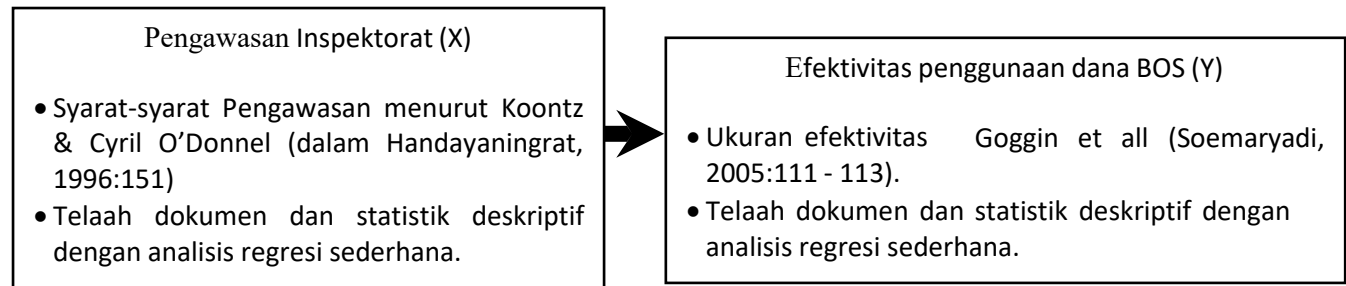 Pengawasan Inspektorat (X)
• Syarat-syarat Pengawasan menurut Koontz
& Cyril O’Donnel (dalam Handayaningrat,
1996:151)
• Telaah dokumen dan statistik deskriptif
dengan analisis regresi sederhana.
Efektivitas penggunaan dana BOS (Y)
• Ukuran efektivitas Goggin et all (Soemaryadi,
2005:111 - 113).
• Telaah dokumen dan statistik deskriptif dengan
analisis regresi sederhana.